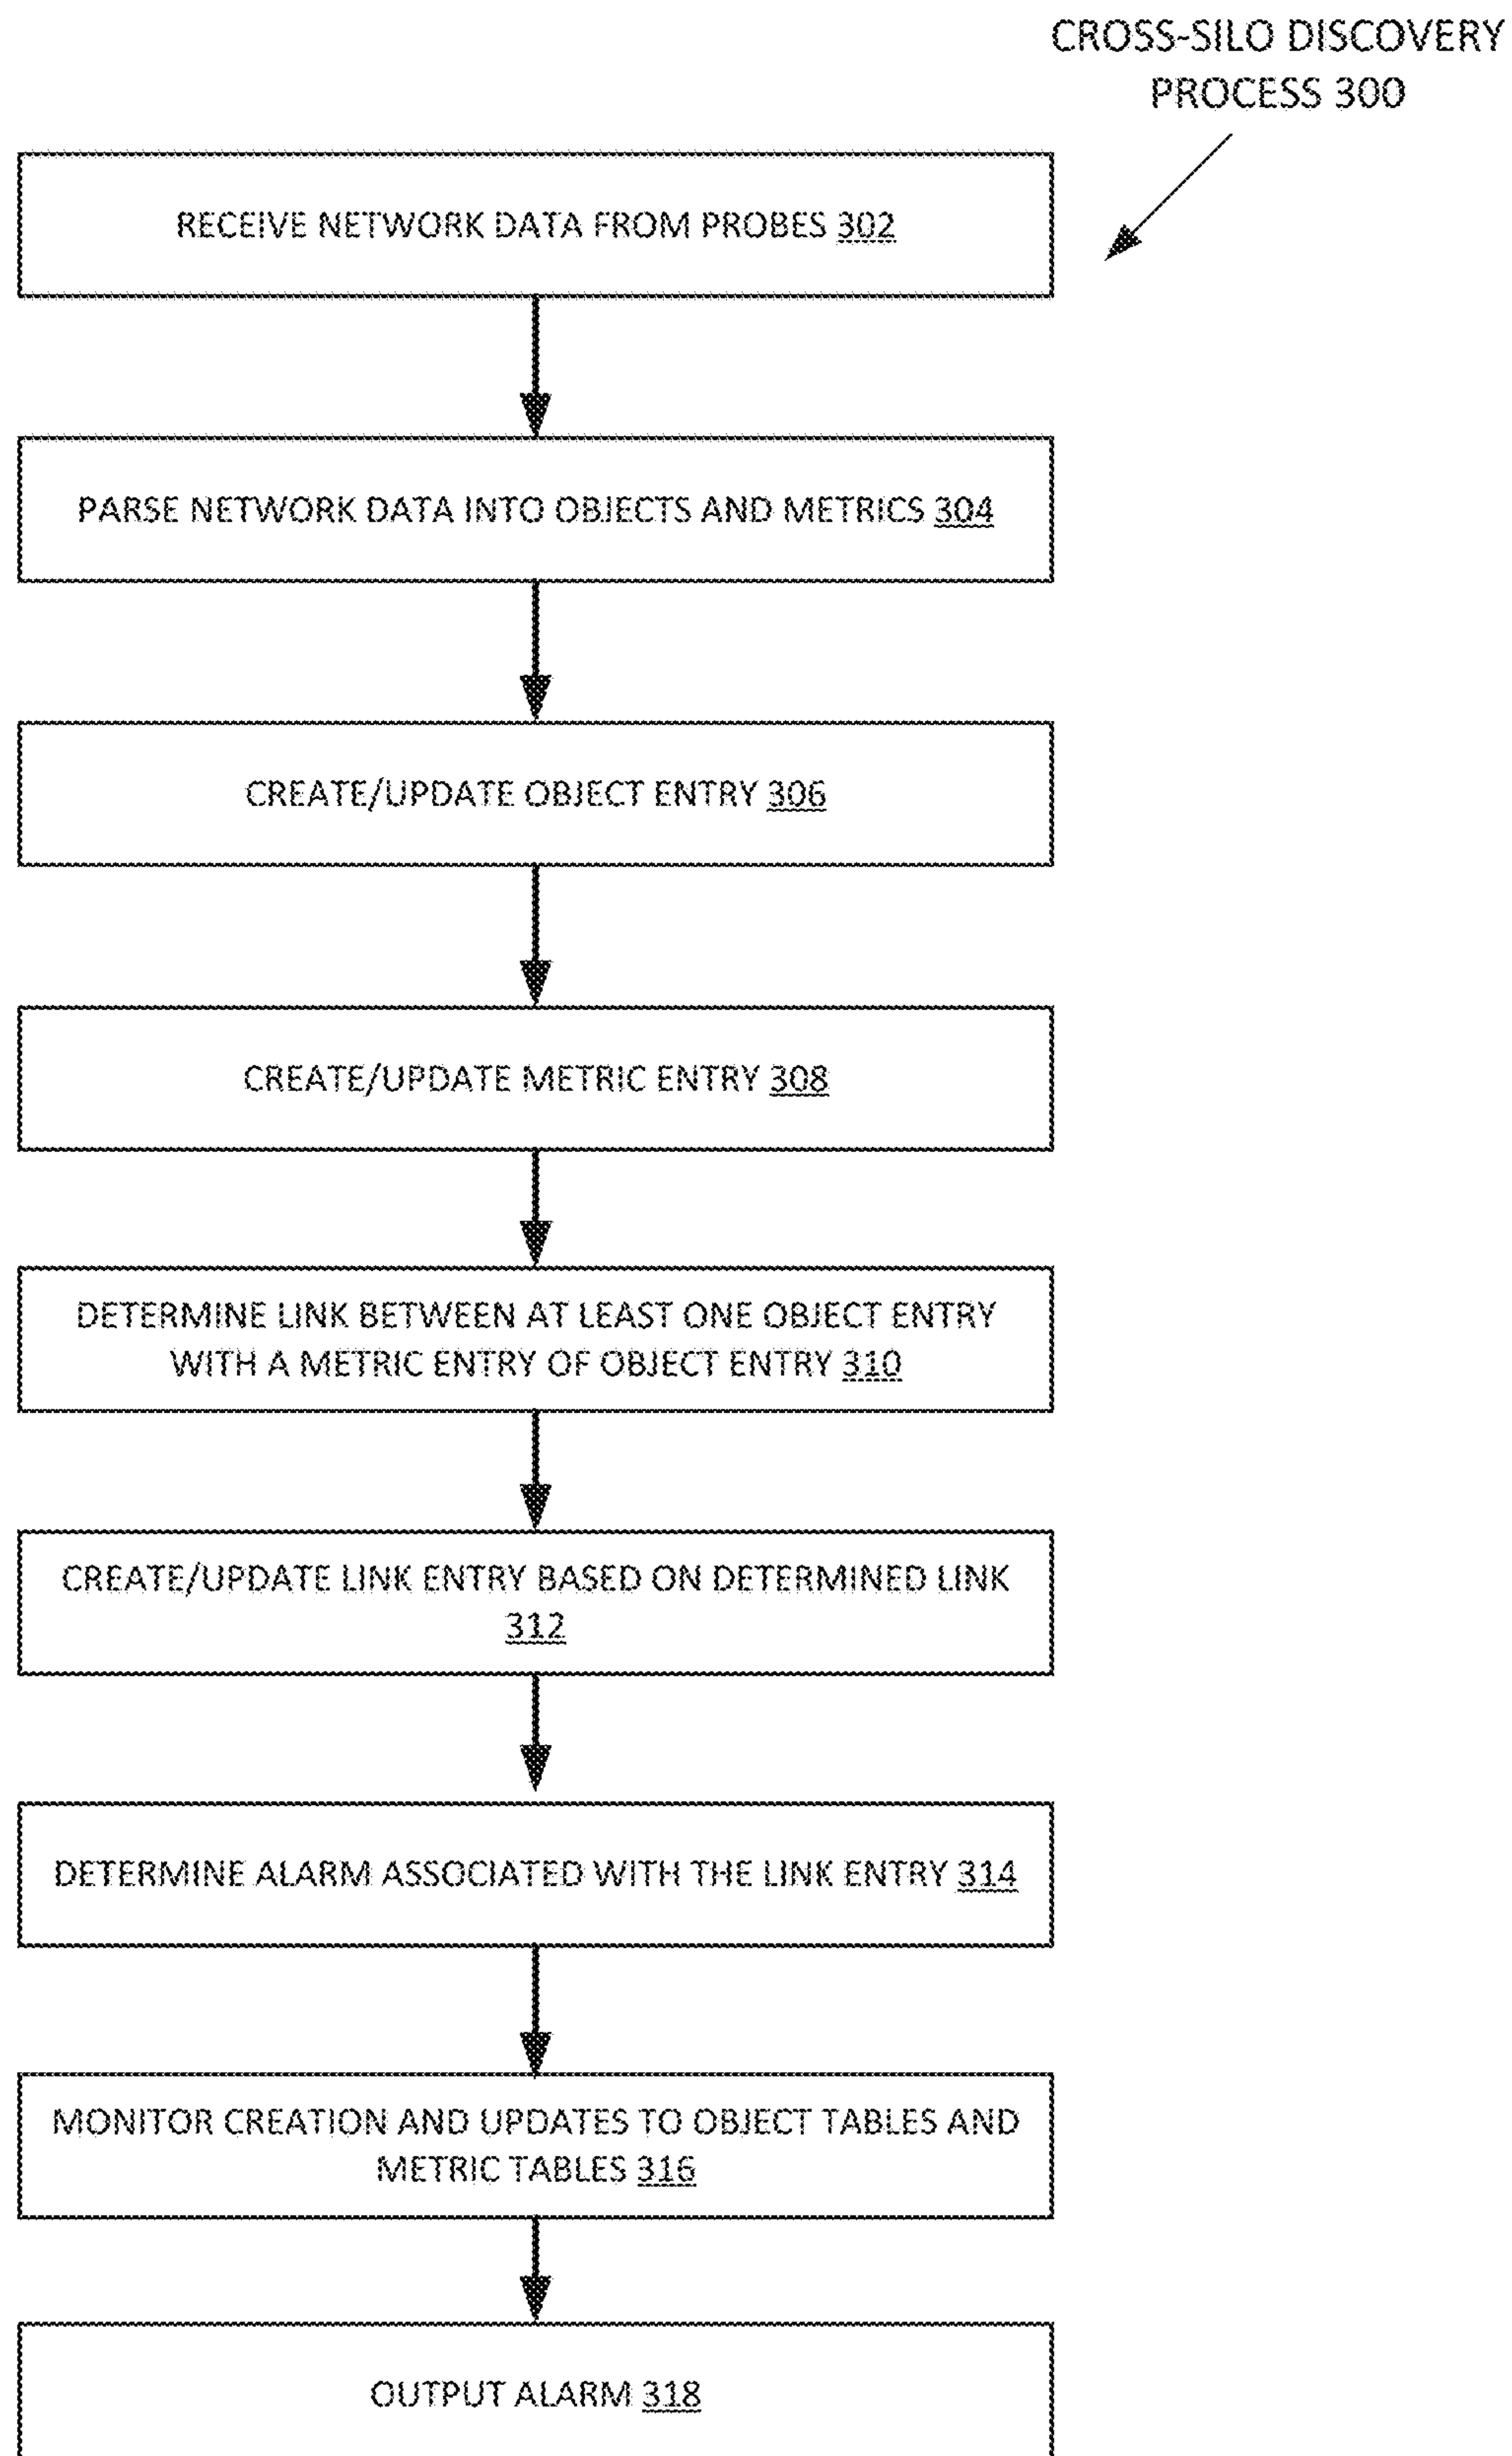 CROSS-SILO DISCOVERY
PROCESS 300
RECEIVE NETWORK DATA FROM PROBES 302
PARSE NETWORK DATA INTO OBJECTS AND METRICS 304
CREATE/UPDATE OBJECT ENTRY 306
CREATE/UPDATE METRIC ENTRY 308
DETERMINE LINK BETWEEN AT LEAST ONE OBJECT ENTRY
WITH A METRIC ENTRY OF OBJECT ENTRY 310
CREATE/UPDATE LINK ENTRY BASED ON DETERMINED LINK
312
DETERMINE ALARM ASSOCIATED WITH THE LINK ENTRY 314
MONITOR CREATION AND UPDATES TO OBJECT TABLES AND
METRIC TABLES 316
OUTPUT ALARM 318